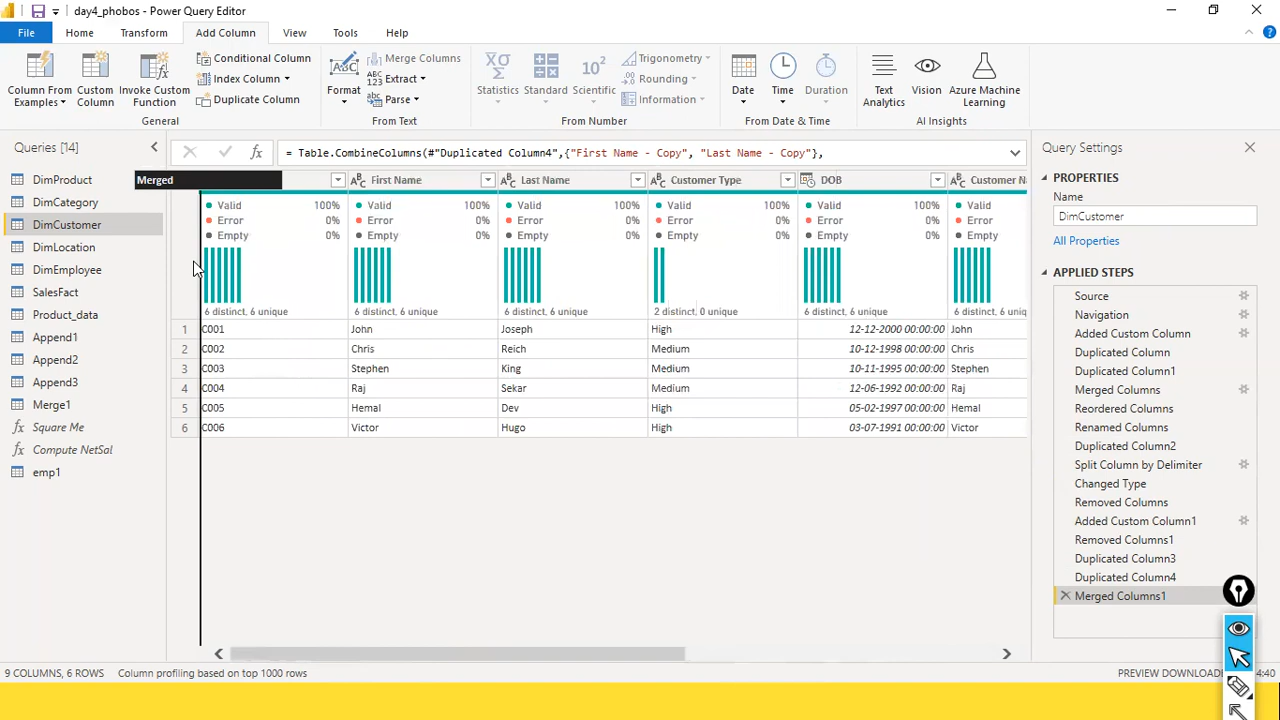 day4_phobos - Power Query Editor
File Home Transform Add Column View Tools Help
Column From Examples
Custom Column
Invoke Custom Function
Conditional Column
Index Column
Duplicate Column
General
Format
Merge Columns
Extract
Parse
From Text
Statistics
Standard
Scientific
Trigonometry
Rounding
Information
From Number
Date
Time
Duration
From Date & Time
Text Analytics
Vision
Azure Machine Learning
AI Insights
Queries [14]
DimProduct
DimCategory
DimCustomer
DimLocation
DimEmployee
SalesFact
Product_data
Append1
Append2
Append3
Merge1
Square Me
Compute NetSal
emp1
= Table.CombineColumns(#"Duplicated Column4",{"First Name - Copy", "Last Name - Copy"},
Merged First Name Last Name Customer Type DOB Customer Na
Valid 100% Valid 100% Valid 100% Valid 100% Valid 100% Valid
Error 0% Error 0% Error 0% Error 0% Error 0% Error
Empty 0% Empty 0% Empty 0% Empty 0% Empty 0% Empty
6 distinct, 6 unique 6 distinct, 6 unique 6 distinct, 6 unique 2 distinct, 0 unique 6 distinct, 6 unique 6 distinct, 6 uniq
1 C001 John Joseph High 12-12-2000 00:00:00 John
2 C002 Chris Reich Medium 10-12-1998 00:00:00 Chris
3 C003 Stephen King Medium 10-11-1995 00:00:00 Stephen
4 C004 Raj Sekar Medium 12-06-1992 00:00:00 Raj
5 C005 Hemal Dev High 05-02-1997 00:00:00 Hemal
6 C006 Victor Hugo High 03-07-1991 00:00:00 Victor
Query Settings
PROPERTIES
Name
DimCustomer
All Properties
APPLIED STEPS
Source
Navigation
Added Custom Column
Duplicated Column
Duplicated Column1
Merged Columns
Reordered Columns
Renamed Columns
Duplicated Column2
Split Column by Delimiter
Changed Type
Removed Columns
Added Custom Column1
Removed Columns1
Duplicated Column3
Duplicated Column4
Merged Columns1
9 COLUMNS, 6 ROWS Column profiling based on top 1000 rows PREVIEW DOWNLOADE 4:40